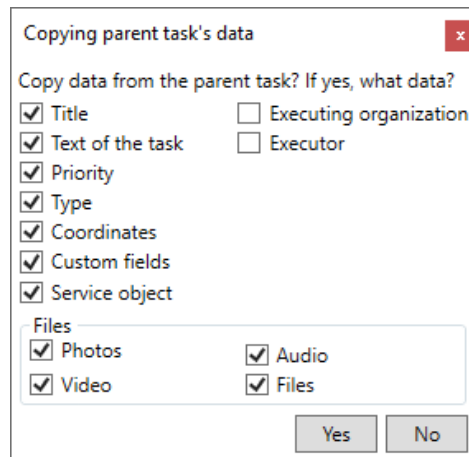 Copying parent task's data
x
Copy data from the parent task? If yes, what data?
Title
Executing organization
Text of the task
Executor
Priority
Type
Coordinates
Custom fields
Service object
Files
Photos
Audio
Video
Files
Yes
No